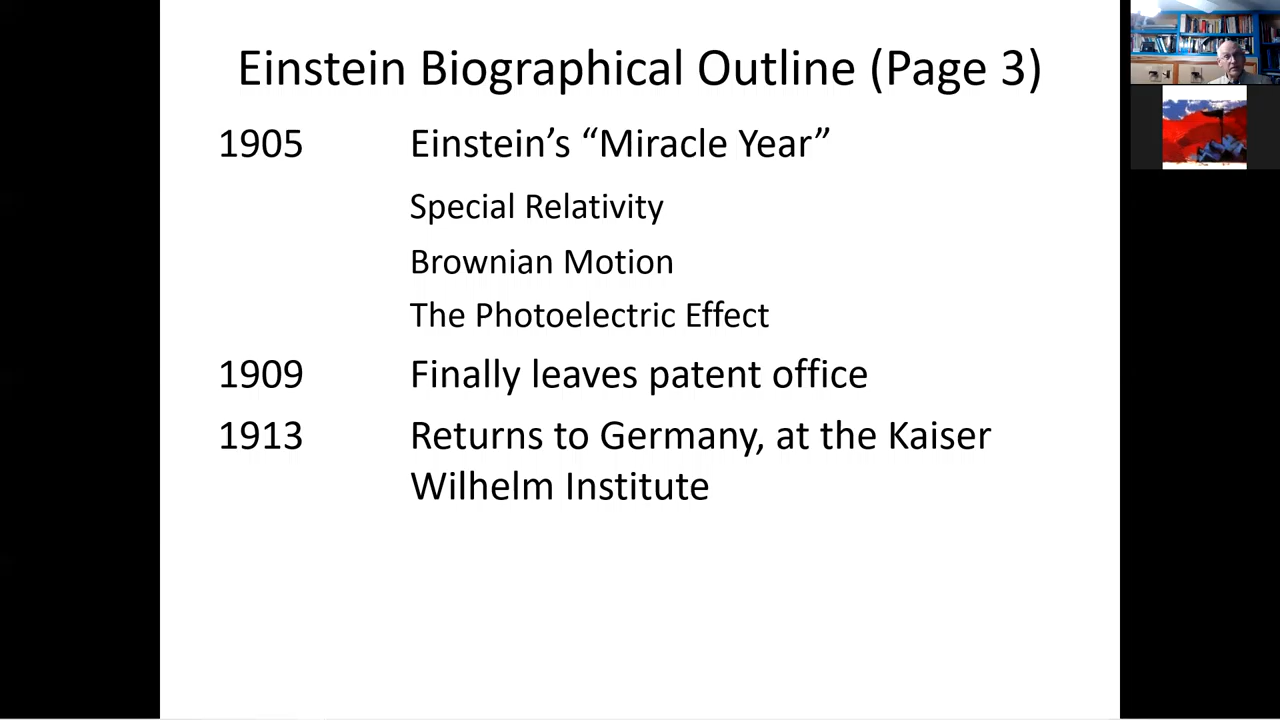 Einstein Biographical Outline (Page 3)
1905 Einstein’s “Miracle Year”
Special Relativity
Brownian Motion
The Photoelectric Effect
1909 Finally leaves patent office
1913 Returns to Germany, at the Kaiser
Wilhelm Institute